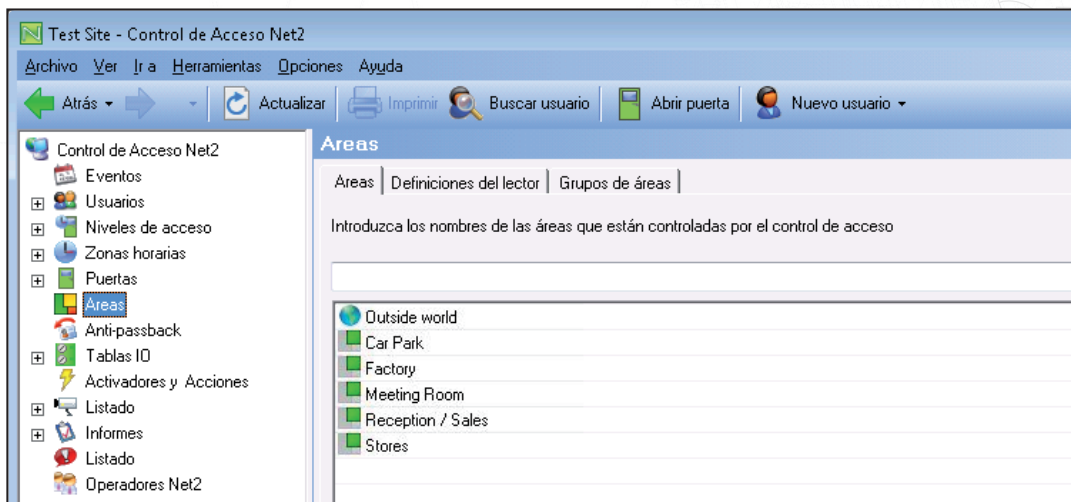 Test Site - Control de Acceso Net2
Archivo Ver Ir a Herramientas Opciones Ayuda
Atrás Actualizar Imprimir Buscar usuario Abrir puerta Nuevo usuario
Control de Acceso Net2
Eventos
Usuarios
Niveles de acceso
Zonas horarias
Puertas
Areas
Anti-passback
Tablas IO
Activadores y Acciones
Listado
Informes
Listado
Operadores Net2
Areas
Areas Definiciones del lector Grupos de áreas
Introduzca los nombres de las áreas que están controladas por el control de acceso
Outside world
Car Park
Factory
Meeting Room
Reception / Sales
Stores